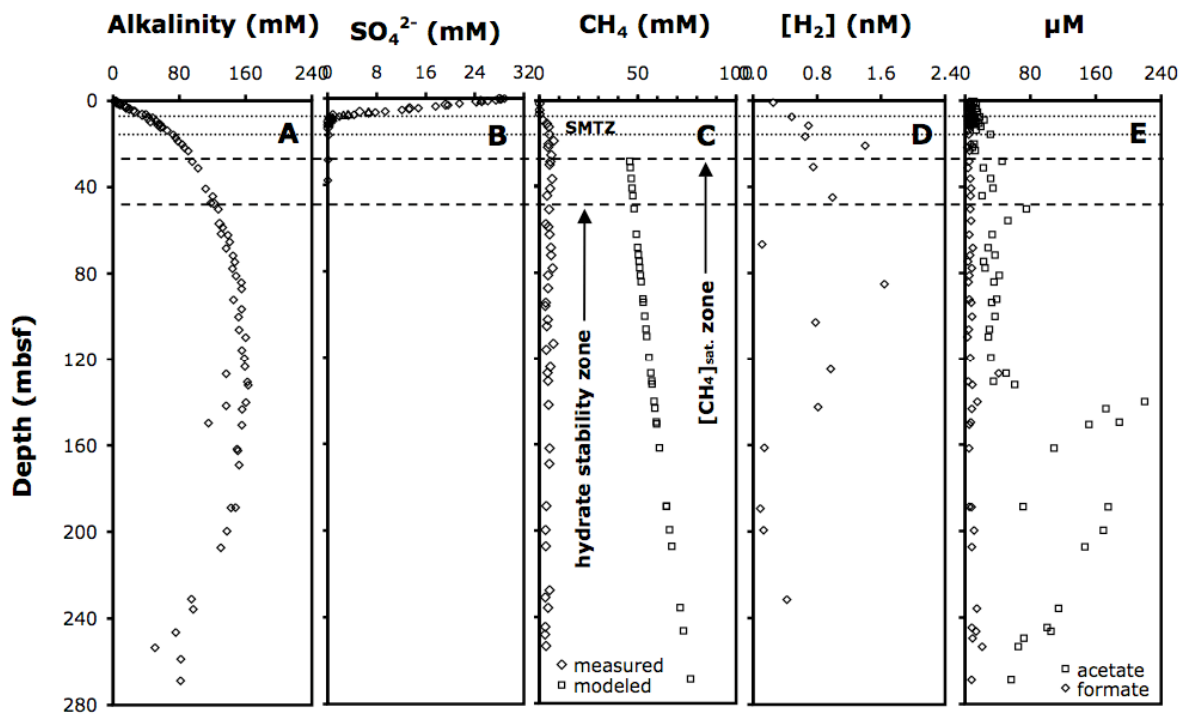 Alkalinity (mM) SO₄²⁻ (mM) CH₄ (mM) [H₂] (nM) µM
0 80 160 240 0 8 16 24 32 0 50 100 0.0 0.8 1.6 2.4 0 80 160 240
0
40
80
120
160
200
240
280
Depth (mbsf)
A
B
C
D
E
SMTZ
hydrate stability zone
[CH₄]sat. zone
measured
modeled
acetate
formate